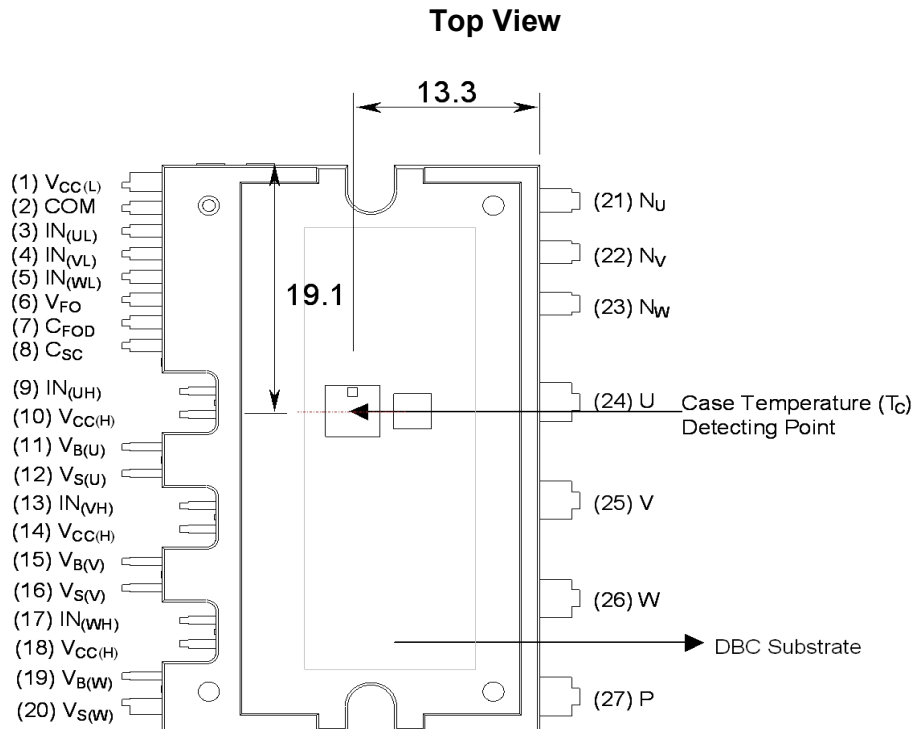 Top View
13.3
(1) VCC(L)
(2) COM
(3) IN(UL)
(4) IN(VL)
(5) IN(WL)
(6) VFO
(7) CFOD
(8) CSC
(9) IN(UH)
(10) VCC(H)
(11) VB(U)
(12) VS(U)
(13) IN(VH)
(14) VCC(H)
(15) VB(V)
(16) VS(V)
(17) IN(WH)
(18) VCC(H)
(19) VB(W)
(20) VS(W)
19.1
(21) NU
(22) NV
(23) NW
(24) U
Case Temperature (TC)
Detecting Point
(25) V
(26) W
DBC Substrate
(27) P